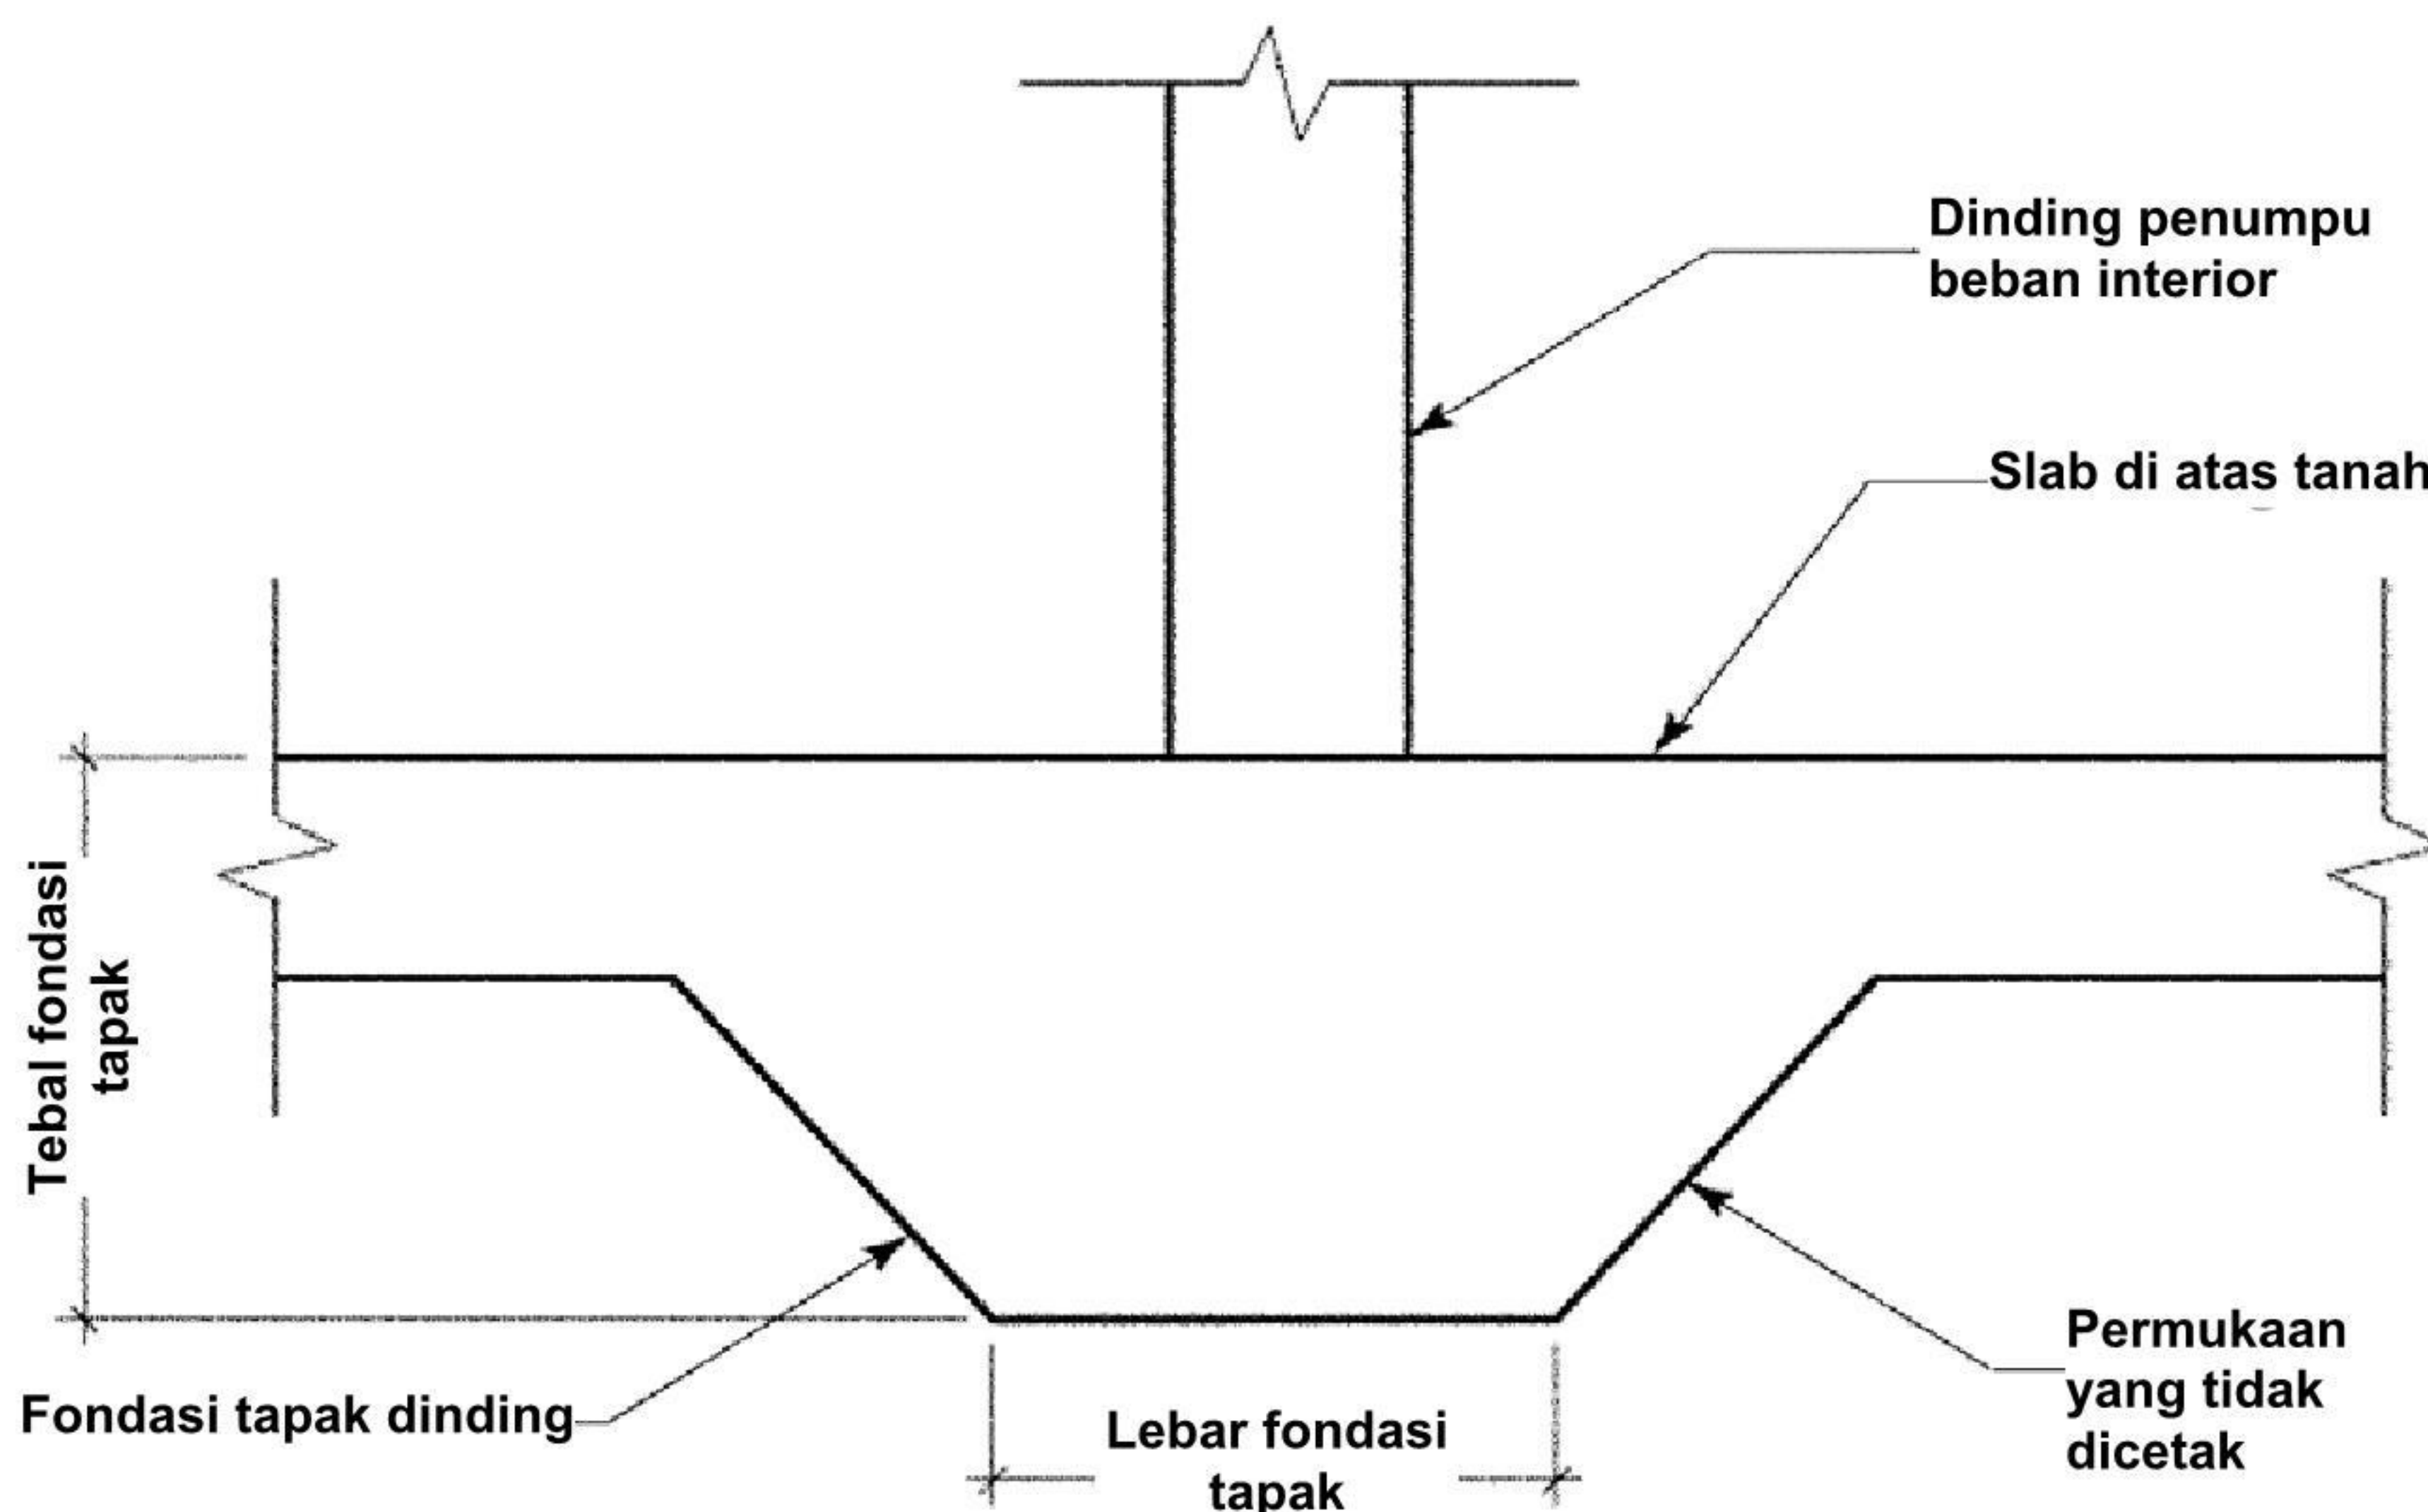 Dinding penumpu
beban interior
Slab di atas tanah
Tebal fondasi
tapak
Fondasi tapak dinding
Lebar fondasi
tapak
Permukaan
yang tidak
dicetak